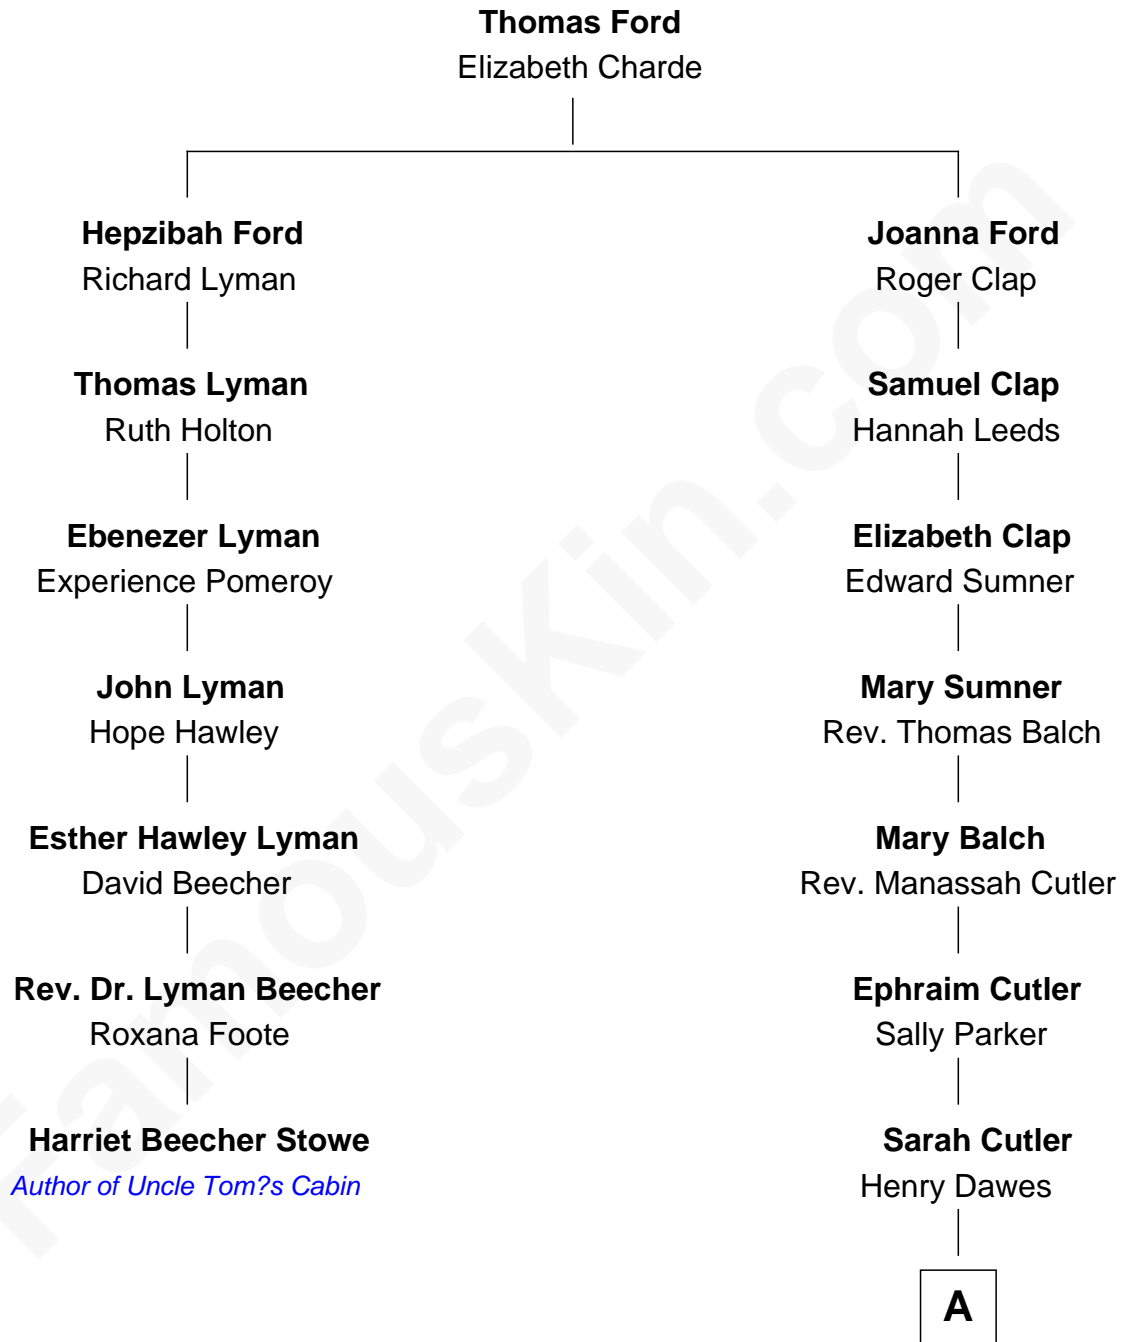 Thomas Ford
Elizabeth Charde
Hepzibah Ford
Richard Lyman
Thomas Lyman
Ruth Holton
Ebenezer Lyman
Experience Pomeroy
John Lyman
Hope Hawley
Esther Hawley Lyman
David Beecher
Rev. Dr. Lyman Beecher
Roxana Foote
Harriet Beecher Stowe
Author of Uncle Tom?s Cabin
Joanna Ford
Roger Clap
Samuel Clap
Hannah Leeds
Elizabeth Clap
Edward Sumner
Mary Sumner
Rev. Thomas Balch
Mary Balch
Rev. Manassah Cutler
Ephraim Cutler
Sally Parker
Sarah Cutler
Henry Dawes
A
FamousKin.com